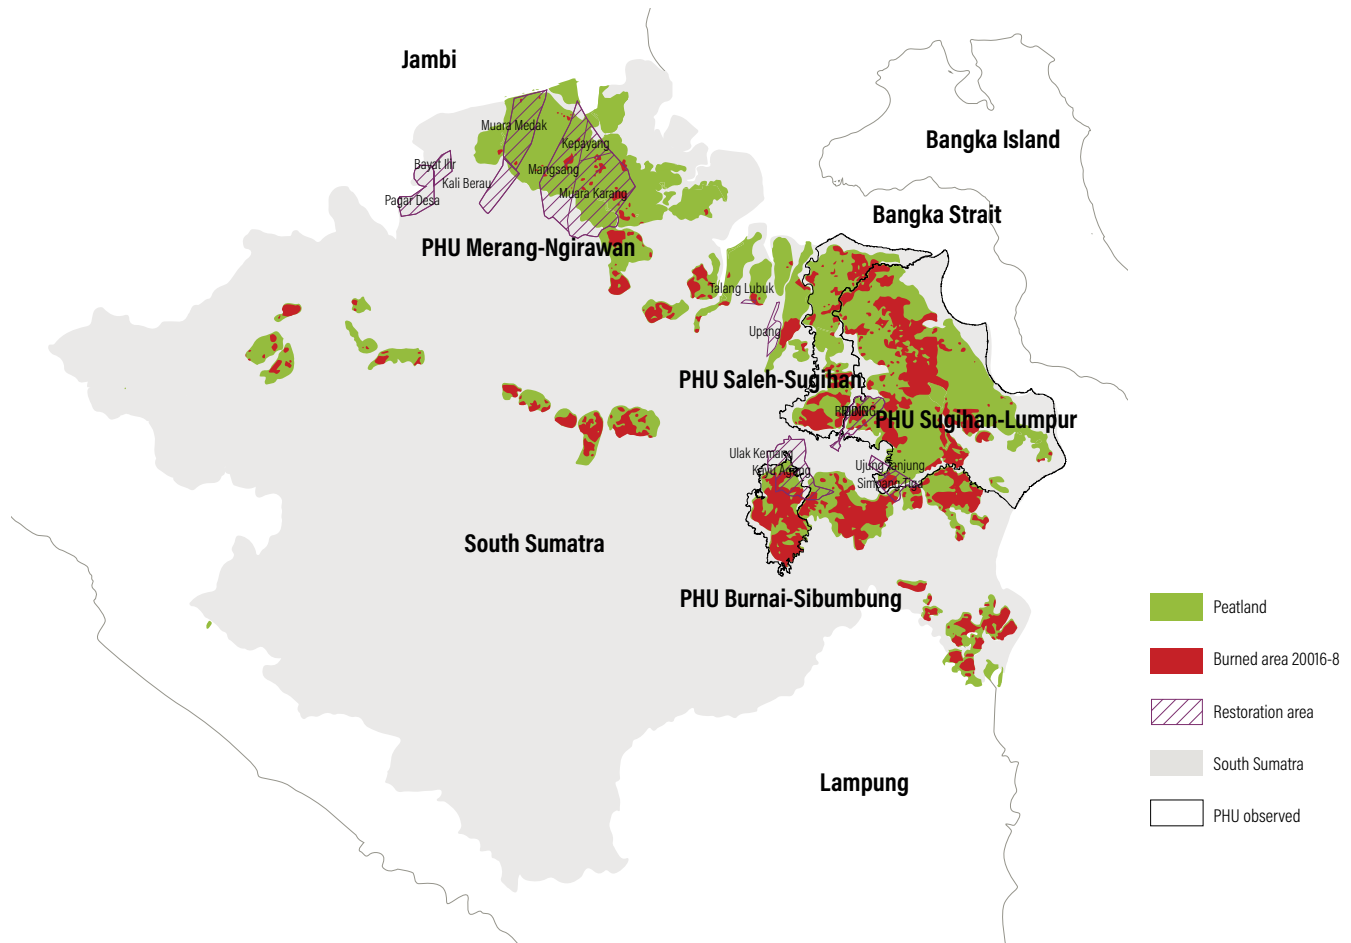 Jambi
Bangka Island
Muara Medak
Kepayang
Bayat Ilir
Mangsang
Kali Berau
Muara Karang
Pagar Desa
Bangka Strait
PHU Merang-Ngirawan
Talang Lubuk
Upang
PHU Saleh-Sugihan
PHU Sugihan-Lumpur
Ulak Kemang
Kayu Agung
Ujung Tanjung
Simpang Tiga
South Sumatra
PHU Burnai-Sibumbung
Lampung
Peatland
Burned area 20016-8
Restoration area
South Sumatra
PHU observed